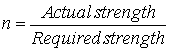 n = Actual strength
Required strength